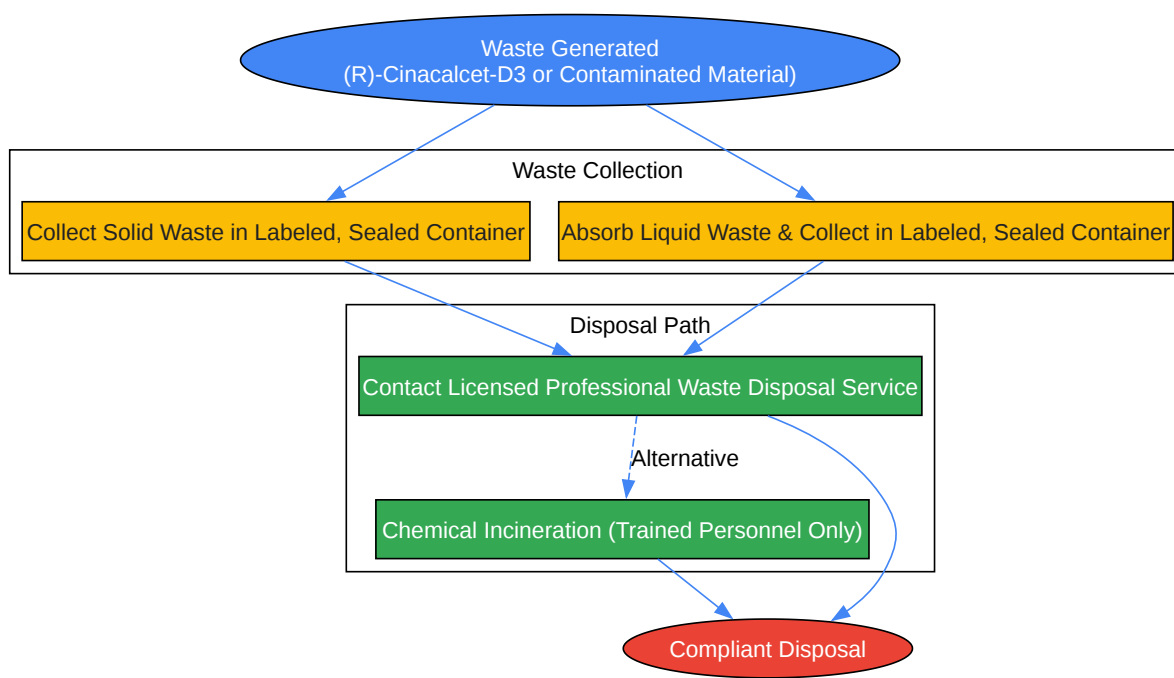 Waste Generated
(R)-Cinacalcet-D3 or Contaminated Material)
Waste Collection
Collect Solid Waste in Labeled, Sealed Container
Absorb Liquid Waste & Collect in Labeled, Sealed Container
Disposal Path
Contact Licensed Professional Waste Disposal Service
Alternative
Chemical Incineration (Trained Personnel Only)
Compliant Disposal